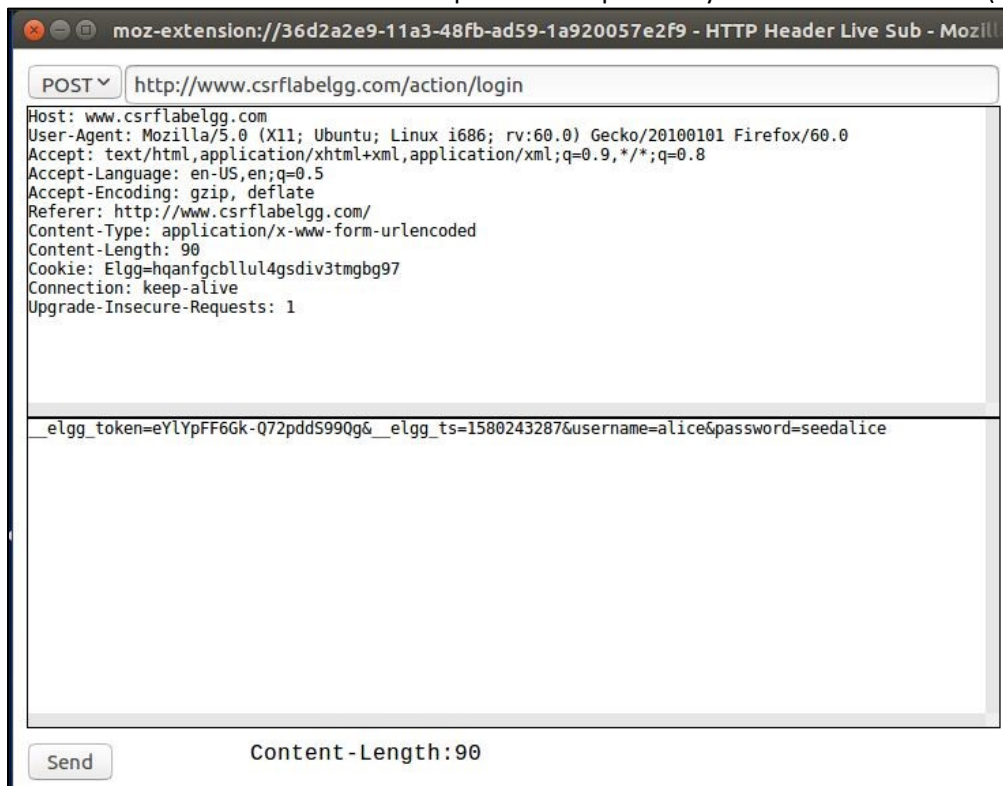 moz-extension://36d2a2e9-11a3-48fb-ad59-1a920057e2f9 - HTTP Header Live Sub - Mozill
POST http://www.csrflabelgg.com/action/login
Host: www.csrflabelgg.com
User-Agent: Mozilla/5.0 (X11; Ubuntu; Linux i686; rv:60.0) Gecko/20100101 Firefox/60.0
Accept: text/html,application/xhtml+xml,application/xml;q=0.9,*/*;q=0.8
Accept-Language: en-US,en;q=0.5
Accept-Encoding: gzip, deflate
Referer: http://www.csrflabelgg.com/
Content-Type: application/x-www-form-urlencoded
Content-Length: 90
Cookie: Elgg=hqanfgcbllul4gsdiv3tmgbg97
Connection: keep-alive
Upgrade-Insecure-Requests: 1
__elgg_token=eYlYpFF6Gk-Q72pddS99Qg&__elgg_ts=1580243287&username=alice&password=seedalice
Send Content-Length:90